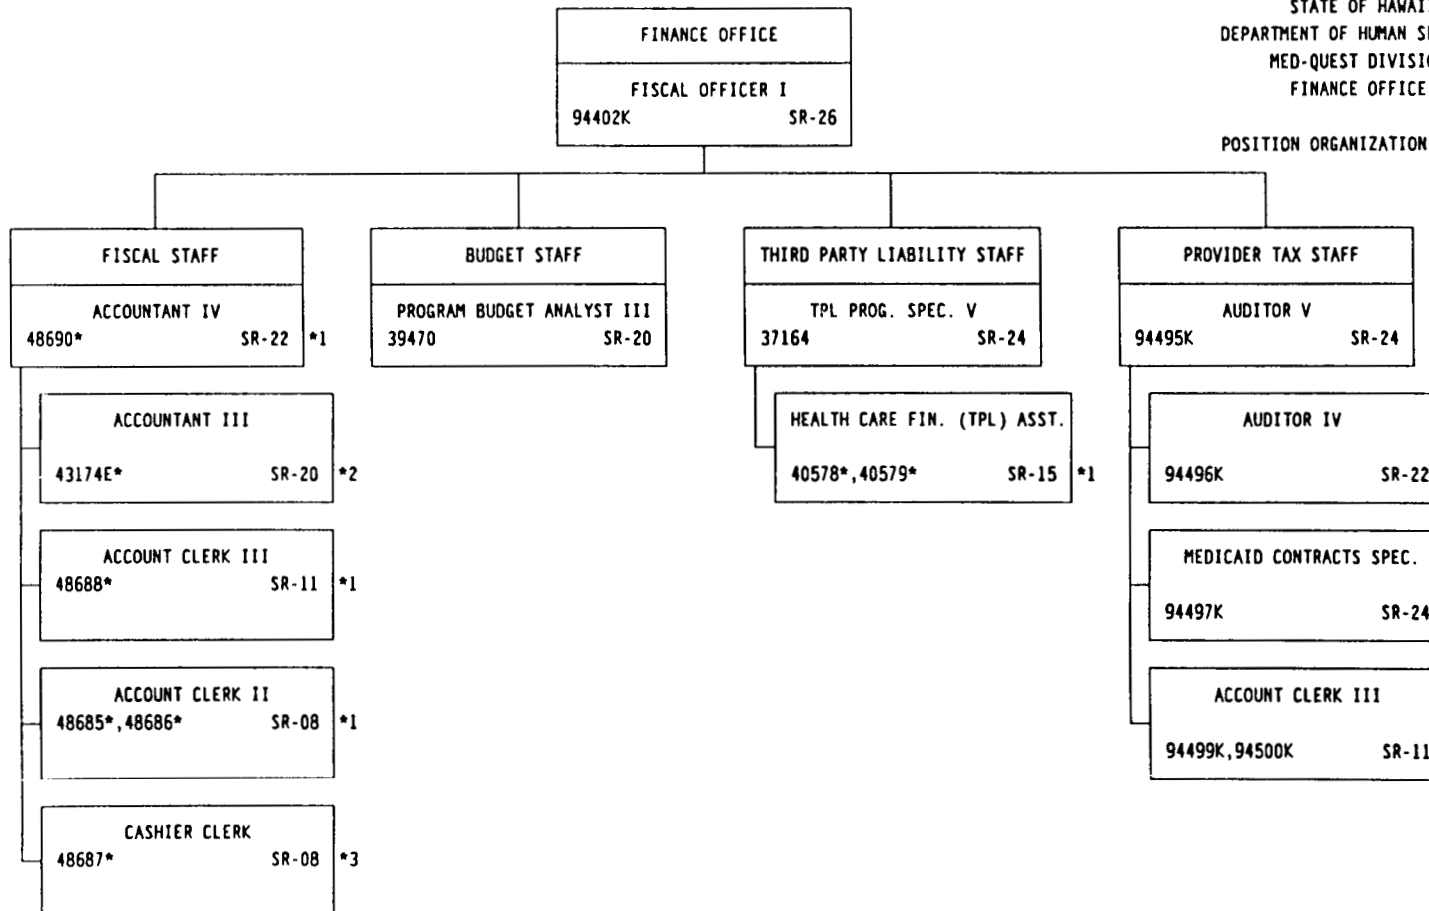 STATE OF HAWAII
DEPARTMENT OF HUMAN S
MED-QUEST DIVISIO
FINANCE OFFICE
POSITION ORGANIZATION
FINANCE OFFICE
FISCAL OFFICER I
94402K SR-26
FISCAL STAFF
ACCOUNTANT IV
48690* SR-22 *1
ACCOUNTANT III
43174E* SR-20 *2
ACCOUNT CLERK III
48688* SR-11 *1
ACCOUNT CLERK II
48685*,48686* SR-08 *1
CASHIER CLERK
48687* SR-08 *3
BUDGET STAFF
PROGRAM BUDGET ANALYST III
39470 SR-20
THIRD PARTY LIABILITY STAFF
TPL PROG. SPEC. V
37164 SR-24
HEALTH CARE FIN. (TPL) ASST.
40578*,40579* SR-15 *1
PROVIDER TAX STAFF
AUDITOR V
94495K SR-24
AUDITOR IV
94496K SR-22
MEDICAID CONTRACTS SPEC.
94497K SR-24
ACCOUNT CLERK III
94499K,94500K SR-11